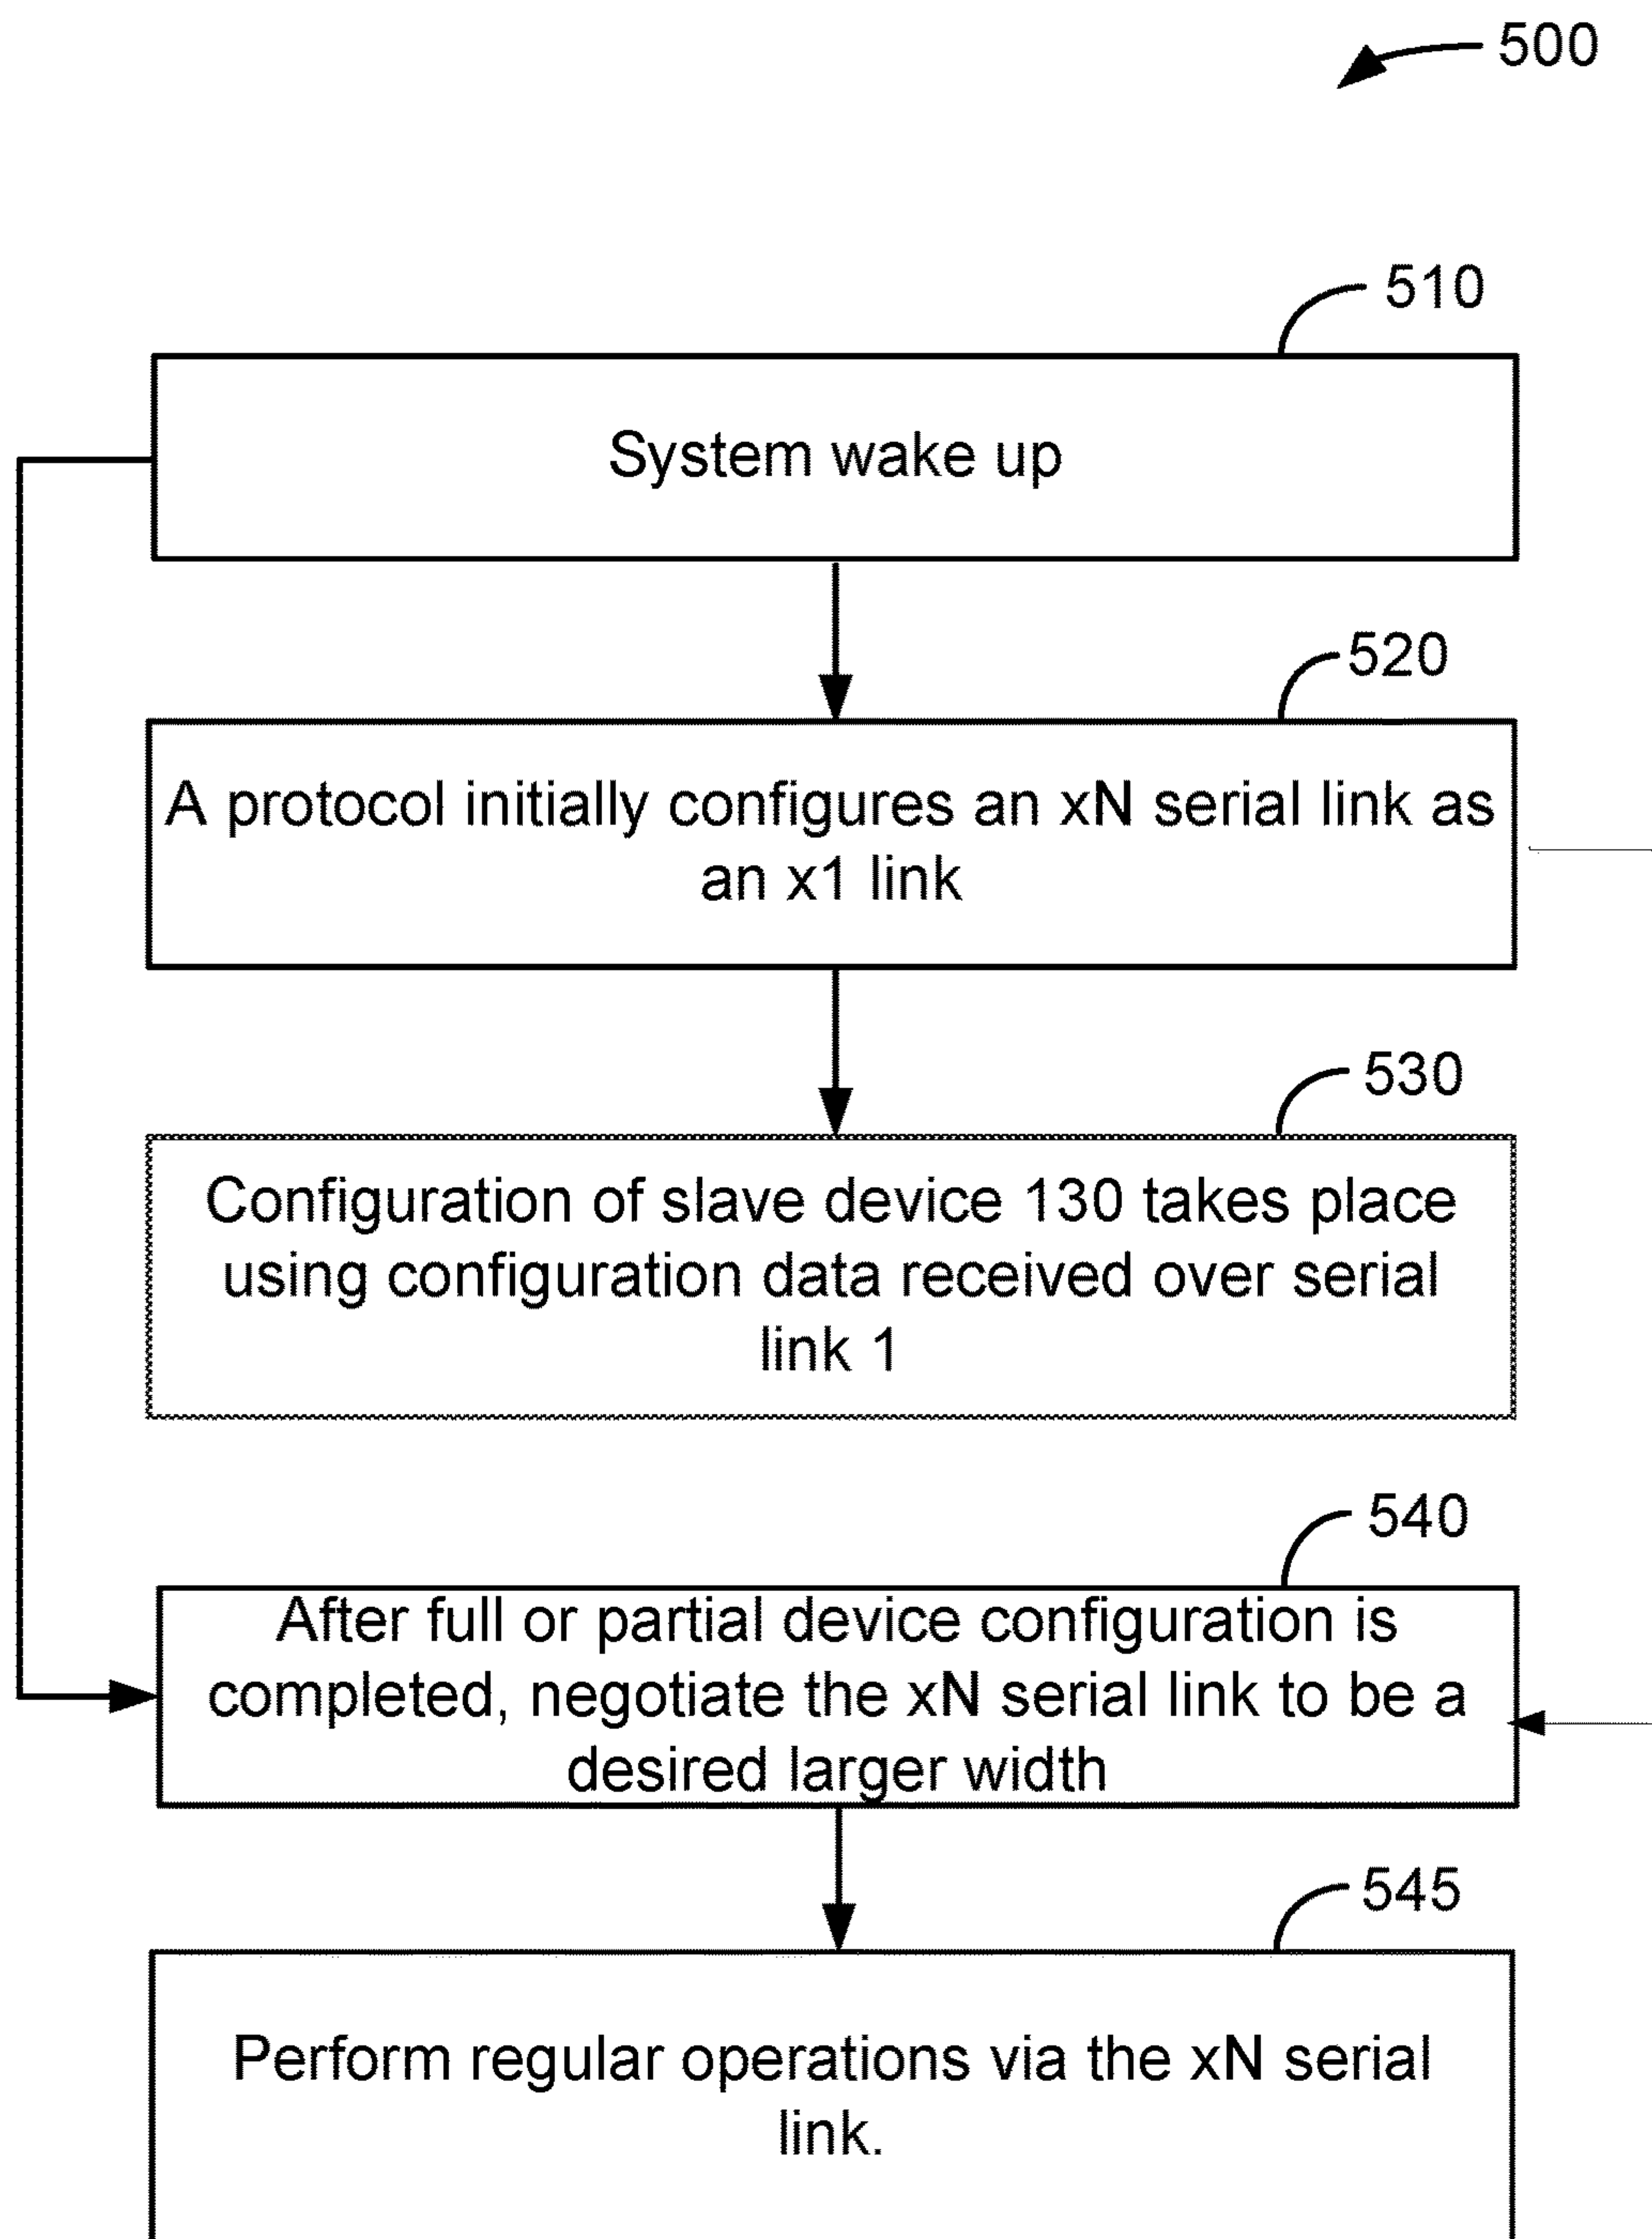 500
510
System wake up
520
A protocol initially configures an xN serial link as
an x1 link
530
Configuration of slave device 130 takes place
using configuration data received over serial
link 1
540
After full or partial device configuration is
completed, negotiate the xN serial link to be a
desired larger width
545
Perform regular operations via the xN serial
link.